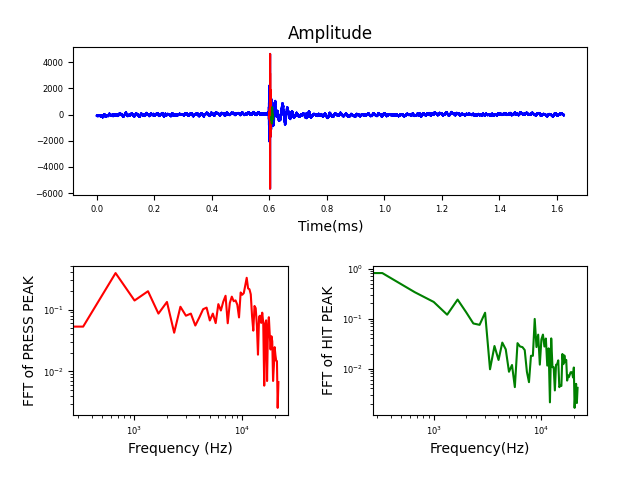 Amplitude
4000
2000
0
−2000
−4000
−6000
0.0 0.2 0.4 0.6 0.8 1.0 1.2 1.4 1.6
Time(ms)
FFT of PRESS PEAK
10⁻¹
10⁻²
10³ 10⁴
Frequency (Hz)
FFT of HIT PEAK
10⁰
10⁻¹
10⁻²
10³ 10⁴
Frequency(Hz)